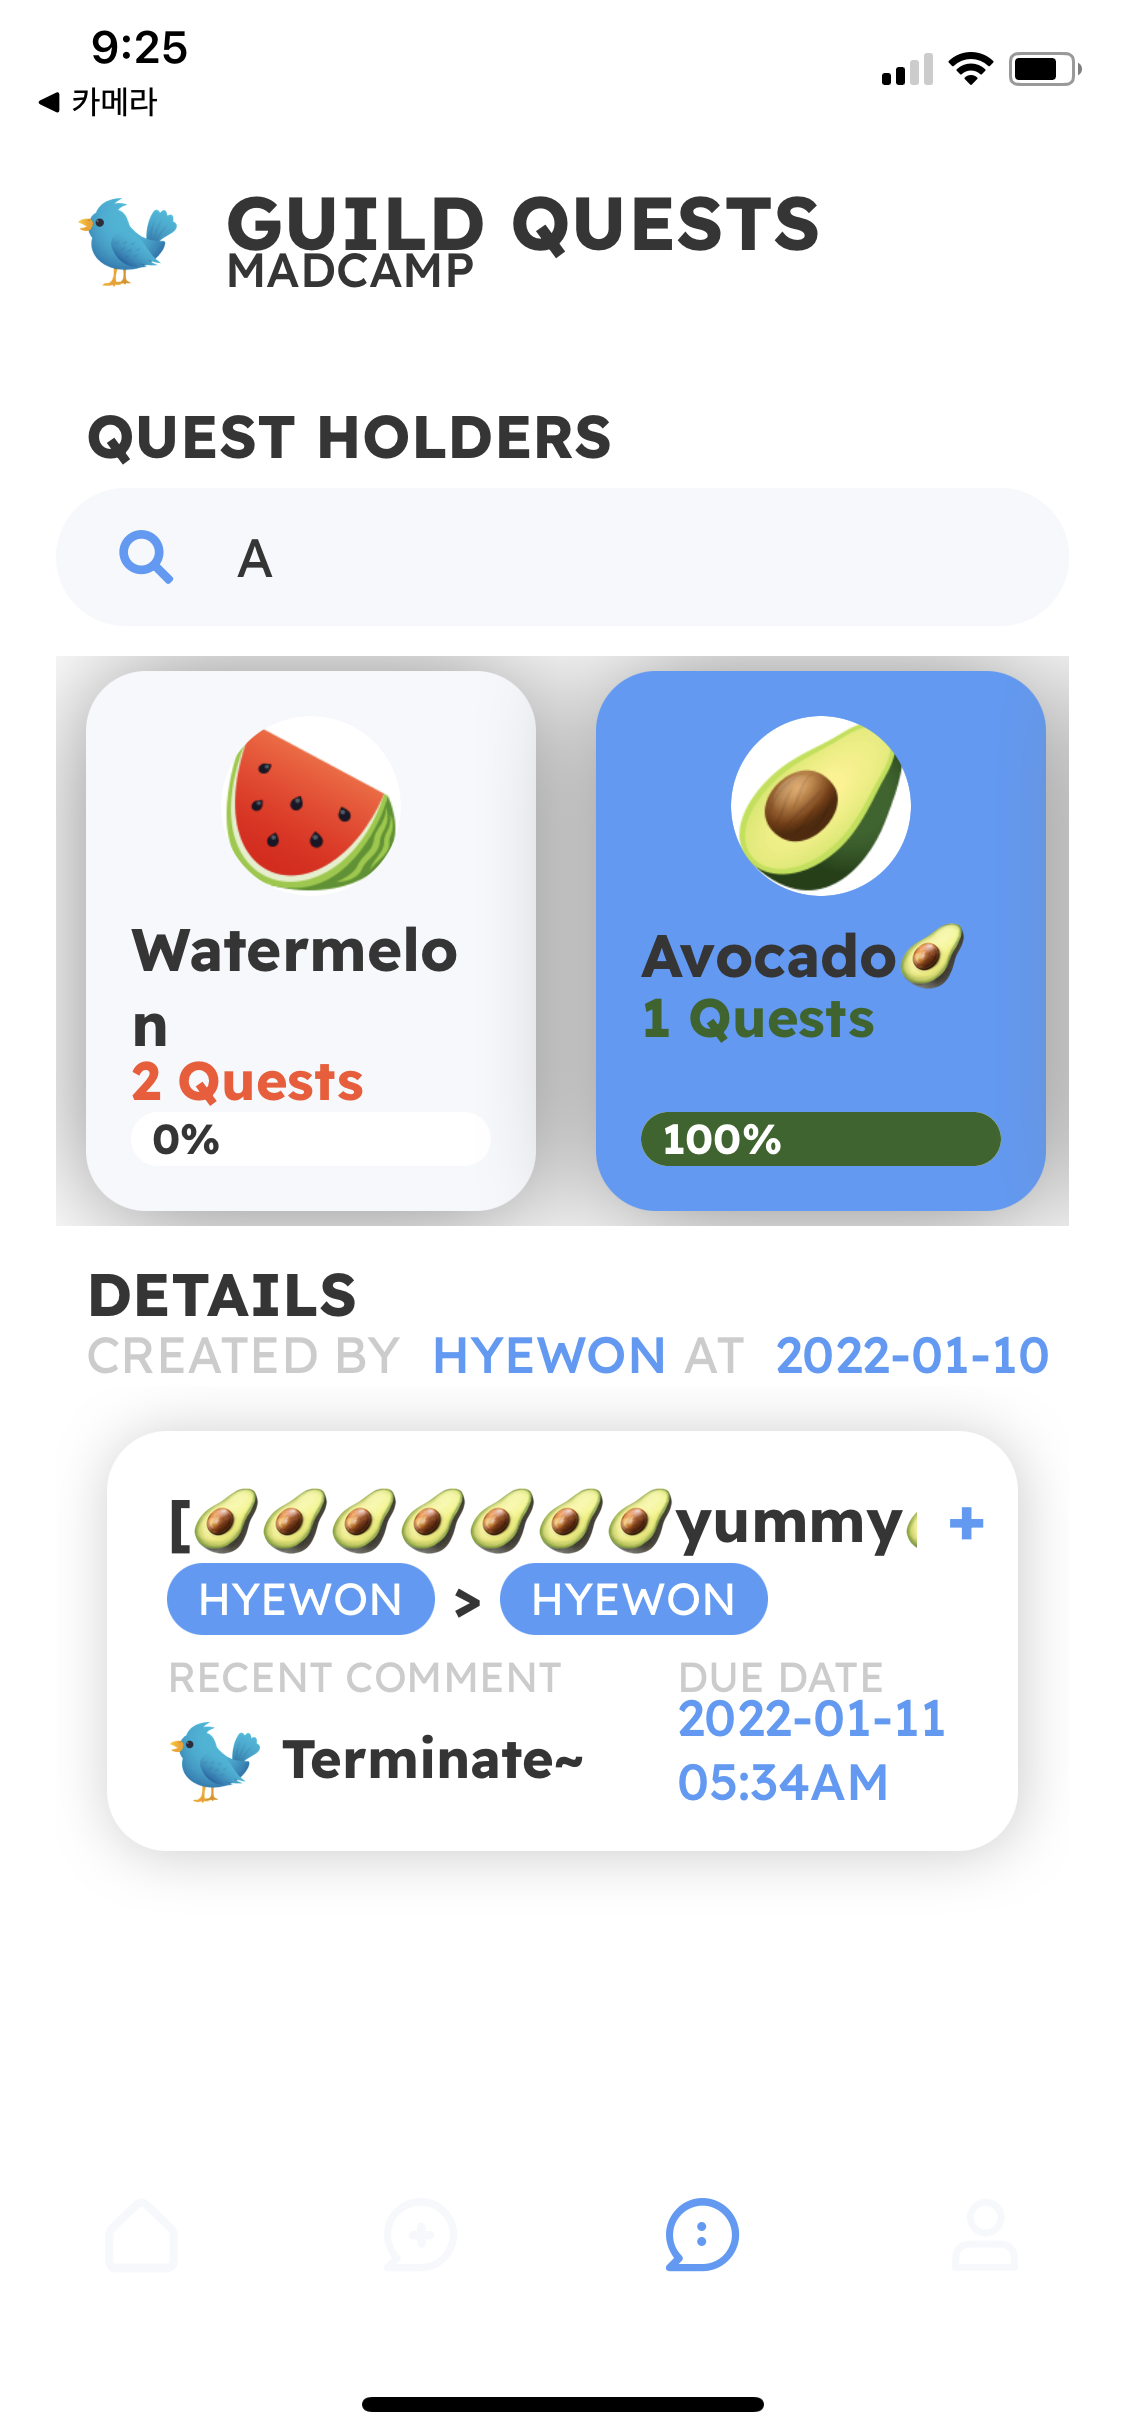 9:25
◀ 카메라
GUILD QUESTS
MADCAMP
QUEST HOLDERS
A
Watermelo
n
2 Quests
0%
Avocado🥑
1 Quests
100%
DETAILS
CREATED BY HYEWON AT 2022-01-10
[🥑🥑🥑🥑🥑🥑🥑yummy +
HYEWON > HYEWON
RECENT COMMENT
Terminate~
DUE DATE
2022-01-11
05:34AM